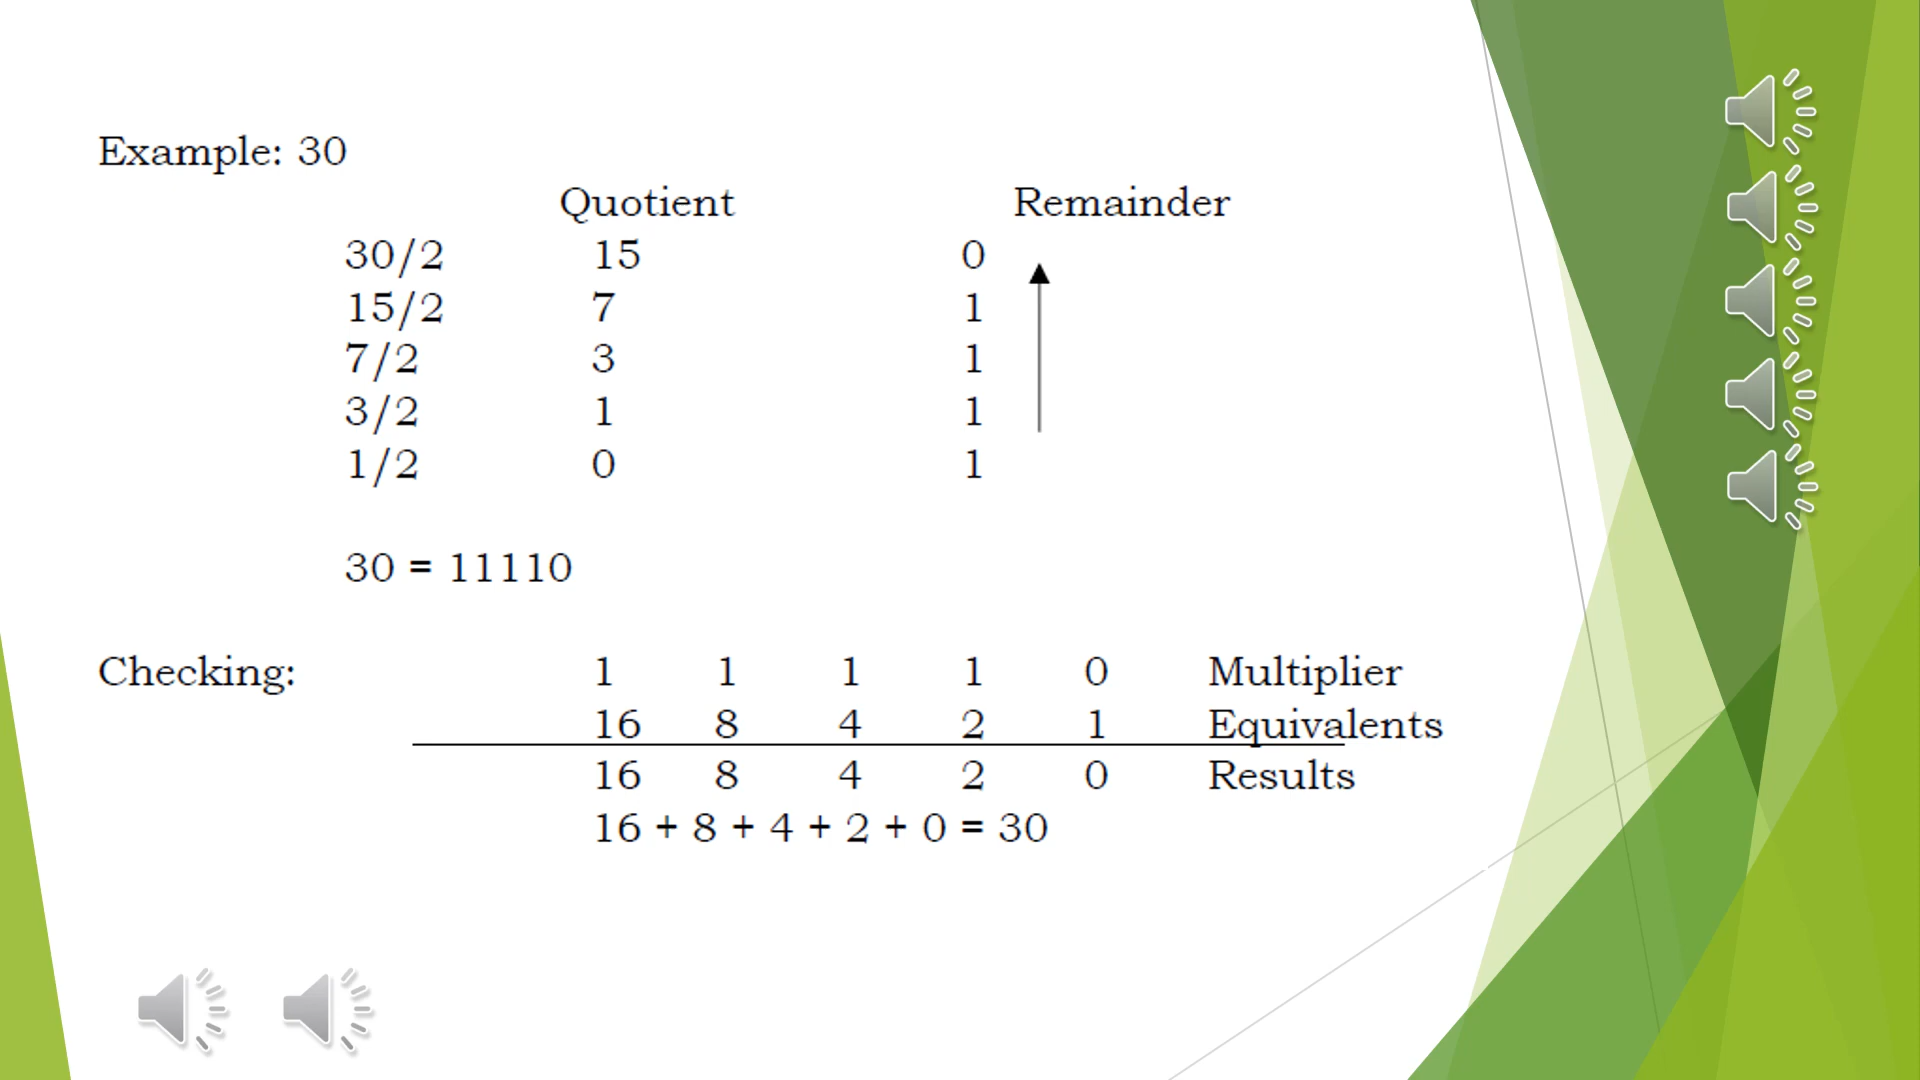 Example: 30
Quotient Remainder
30/2 15 0
15/2 7 1
7/2 3 1
3/2 1 1
1/2 0 1
30 = 11110
Checking: 1 1 1 1 0 Multiplier
16 8 4 2 1 Equivalents
16 8 4 2 0 Results
16 + 8 + 4 + 2 + 0 = 30